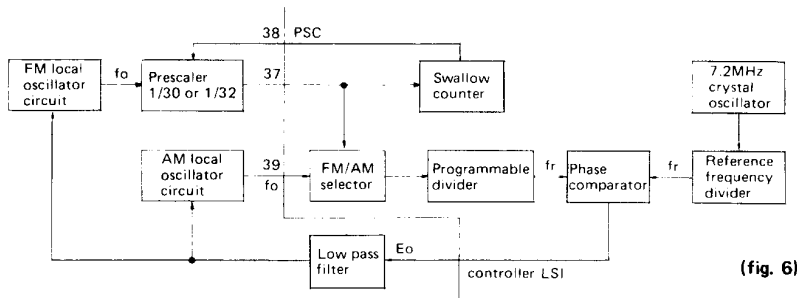 38 PSC
FM local
oscillator
circuit
fo
Prescaler
1/30 or 1/32
37
Swallow
counter
7.2MHz
crystal
oscillator
AM local
oscillator
circuit
39
fo
FM/AM
selector
Programmable
divider
fr
Phase
comparator
fr
Reference
frequency
divider
Low pass
filter
Eo
controller LSI
(fig. 6)